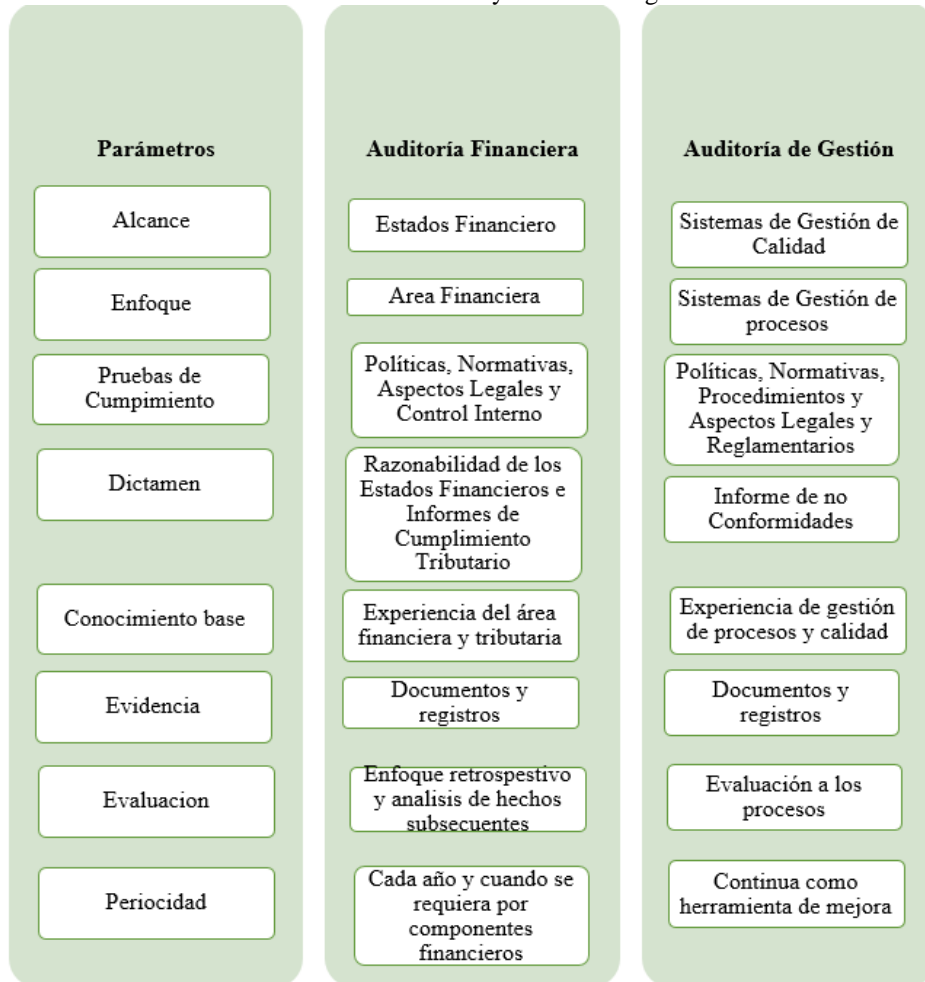 Parámetros
Alcance
Enfoque
Pruebas de
Cumpimiento
Dictamen
Conocimiento base
Evidencia
Evaluacion
Periocidad
Auditoría Financiera
Estados Financiero
Area Financiera
Políticas, Normativas,
Aspectos Legales y
Control Interno
Razonabilidad de los
Estados Financieros e
Informes de
Cumplimiento
Tributario
Experiencia del área
financiera y tributaria
Documentos y
registros
Enfoque retrospestivo
y analisis de hechos
subsecuentes
Cada año y cuando se
requiera por
componentes
financieros
Auditoría de Gestión
Sistemas de Gestión de
Calidad
Sistemas de Gestión de
procesos
Políticas, Normativas,
Procedimientos y
Aspectos Legales y
Reglamentarios
Informe de no
Conformidades
Experiencia de gestión
de procesos y calidad
Documentos y
registros
Evaluación a los
procesos
Continua como
herramienta de mejora